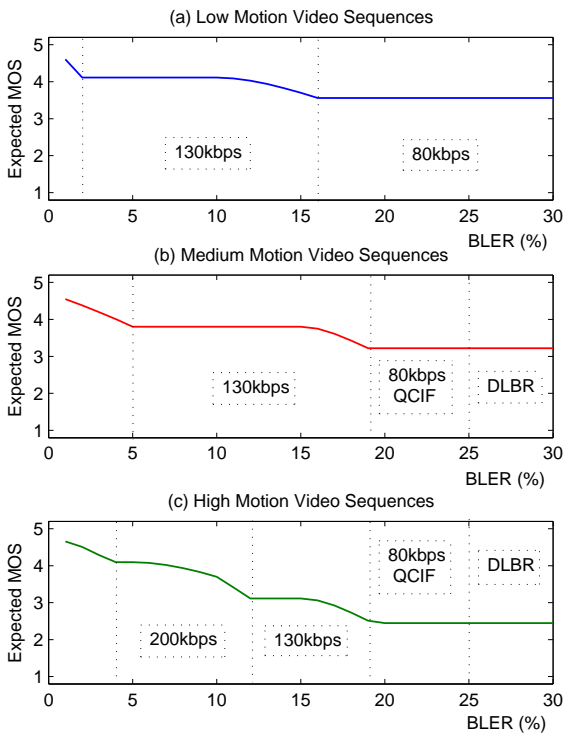 (a) Low Motion Video Sequences
Expected MOS
5
4
3
2
1
130kbps
80kbps
0 5 10 15 20 25 30
BLER (%)
(b) Medium Motion Video Sequences
Expected MOS
5
4
3
2
1
130kbps
80kbps
QCIF
DLBR
0 5 10 15 20 25 30
BLER (%)
(c) High Motion Video Sequences
Expected MOS
5
4
3
2
1
200kbps
130kbps
80kbps
QCIF
DLBR
0 5 10 15 20 25 30
BLER (%)